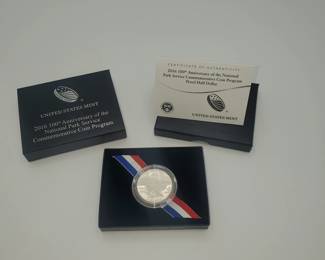 UNITED STATES MINT
2016 100th Anniversary of the
National Park Service
Commemorative Coin Program
CERTIFICATE OF AUTHENTICITY
2016 100th Anniversary of the National
Park Service Commemorative Coin Program
Proof Half Dollar
UNITED STATES MINT